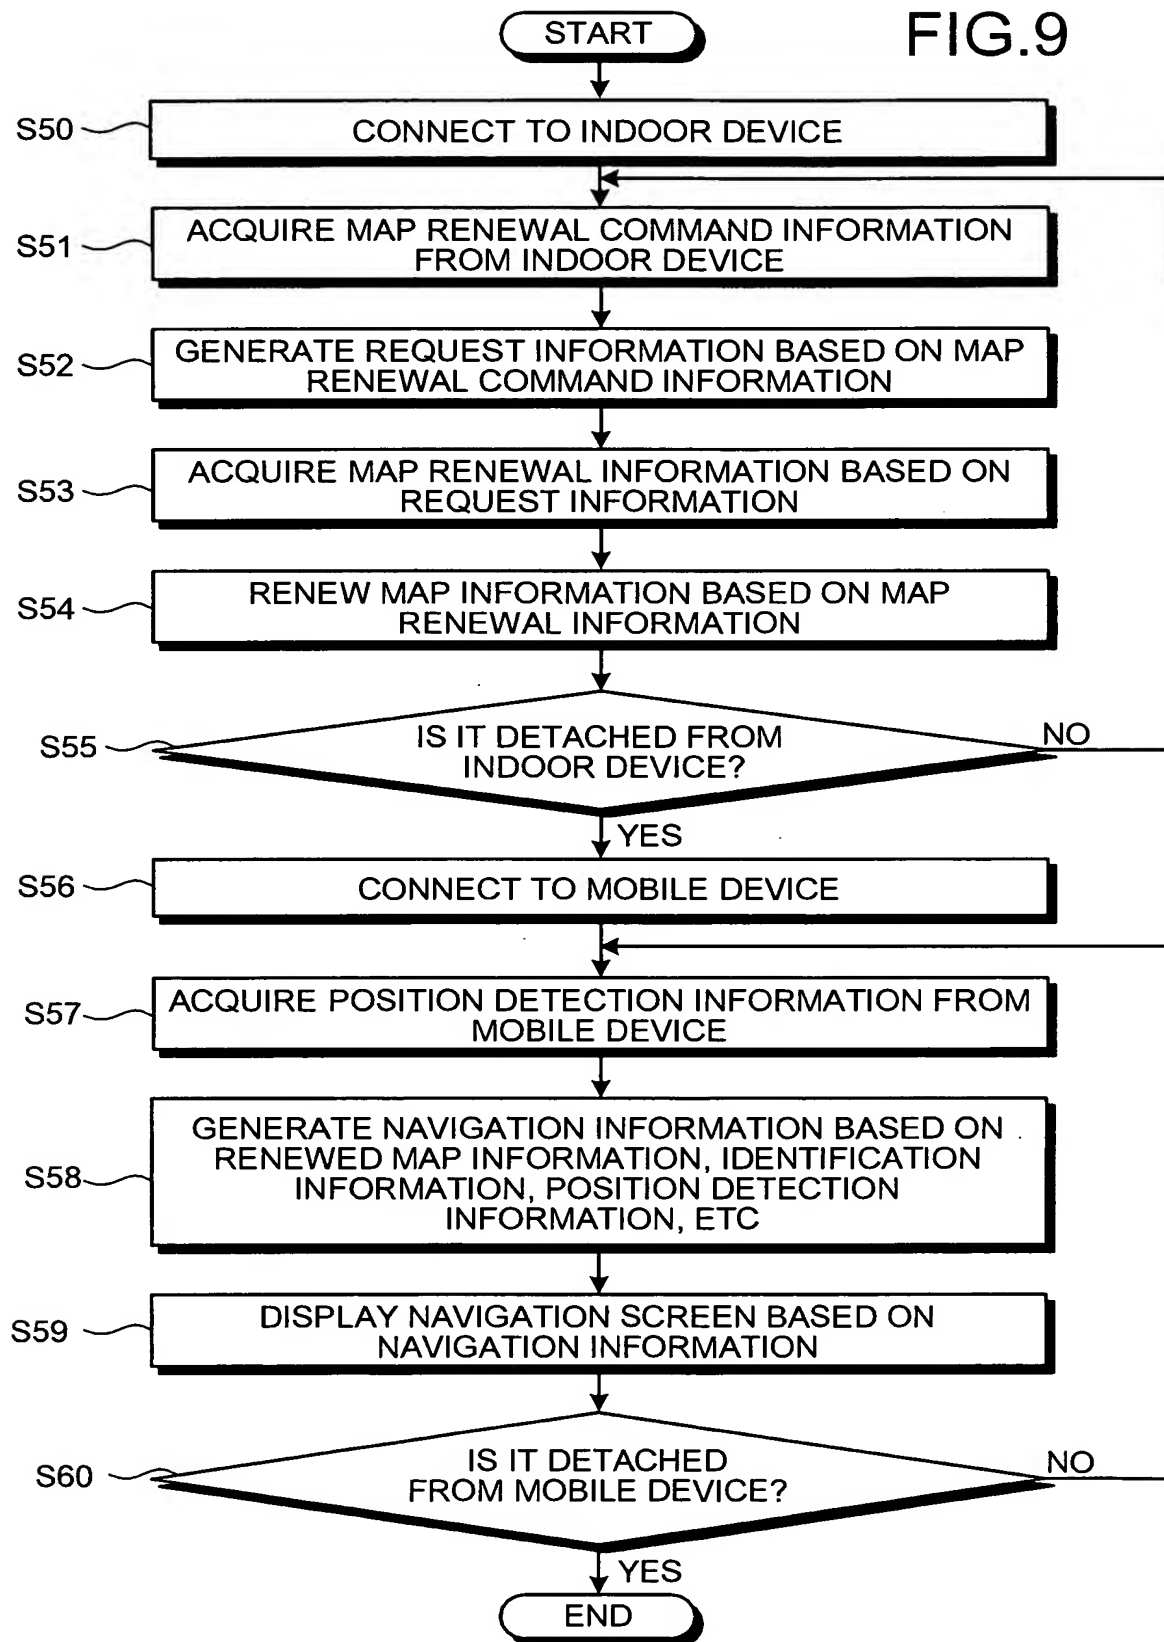 FIG.9
START
S50
CONNECT TO INDOOR DEVICE
S51
ACQUIRE MAP RENEWAL COMMAND INFORMATION
FROM INDOOR DEVICE
S52
GENERATE REQUEST INFORMATION BASED ON MAP
RENEWAL COMMAND INFORMATION
S53
ACQUIRE MAP RENEWAL INFORMATION BASED ON
REQUEST INFORMATION
S54
RENEW MAP INFORMATION BASED ON MAP
RENEWAL INFORMATION
S55
IS IT DETACHED FROM
INDOOR DEVICE?
NO
YES
S56
CONNECT TO MOBILE DEVICE
S57
ACQUIRE POSITION DETECTION INFORMATION FROM
MOBILE DEVICE
S58
GENERATE NAVIGATION INFORMATION BASED ON
RENEWED MAP INFORMATION, IDENTIFICATION
INFORMATION, POSITION DETECTION
INFORMATION, ETC
S59
DISPLAY NAVIGATION SCREEN BASED ON
NAVIGATION INFORMATION
S60
IS IT DETACHED
FROM MOBILE DEVICE?
NO
YES
END